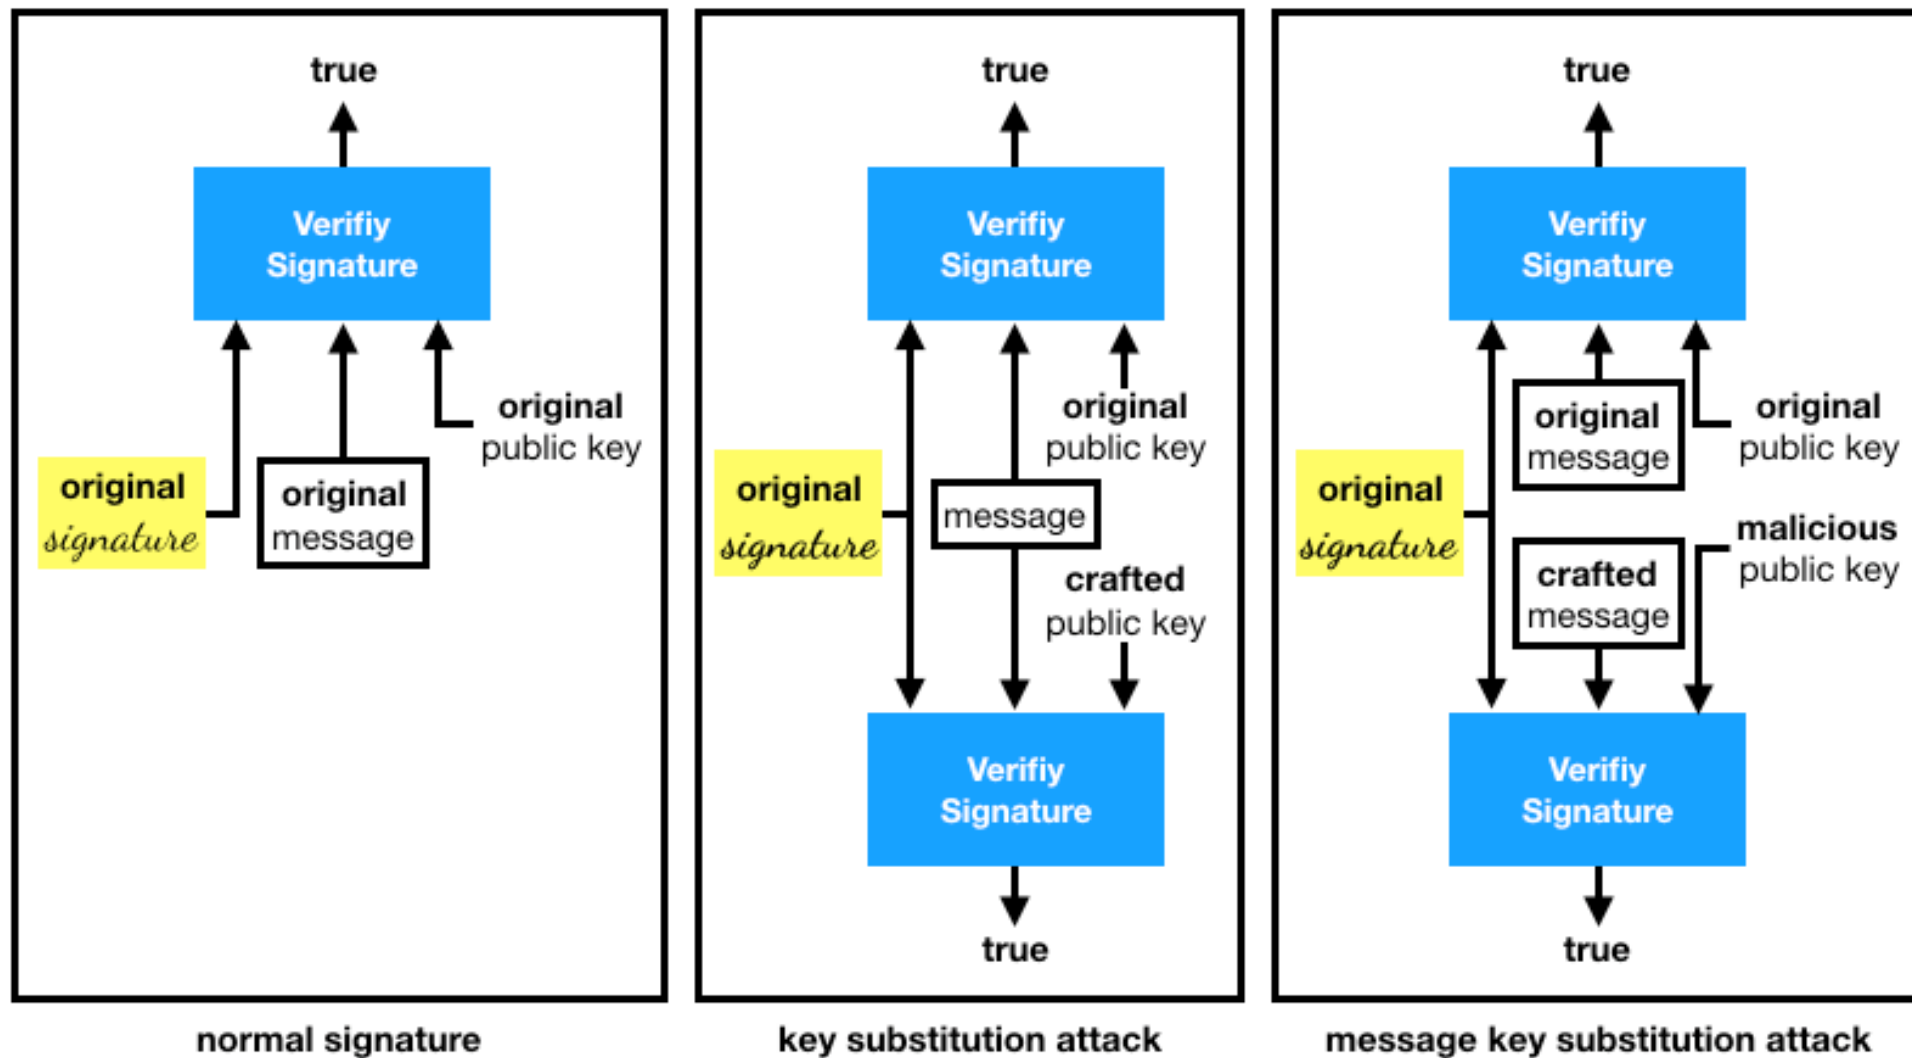 true
Verifiy
Signature
original
public key
original
signature
original
message
normal signature
true
Verifiy
Signature
original
public key
original
signature
message
crafted
public key
Verifiy
Signature
true
key substitution attack
true
Verifiy
Signature
original
message
original
public key
original
signature
malicious
public key
crafted
message
Verifiy
Signature
true
message key substitution attack